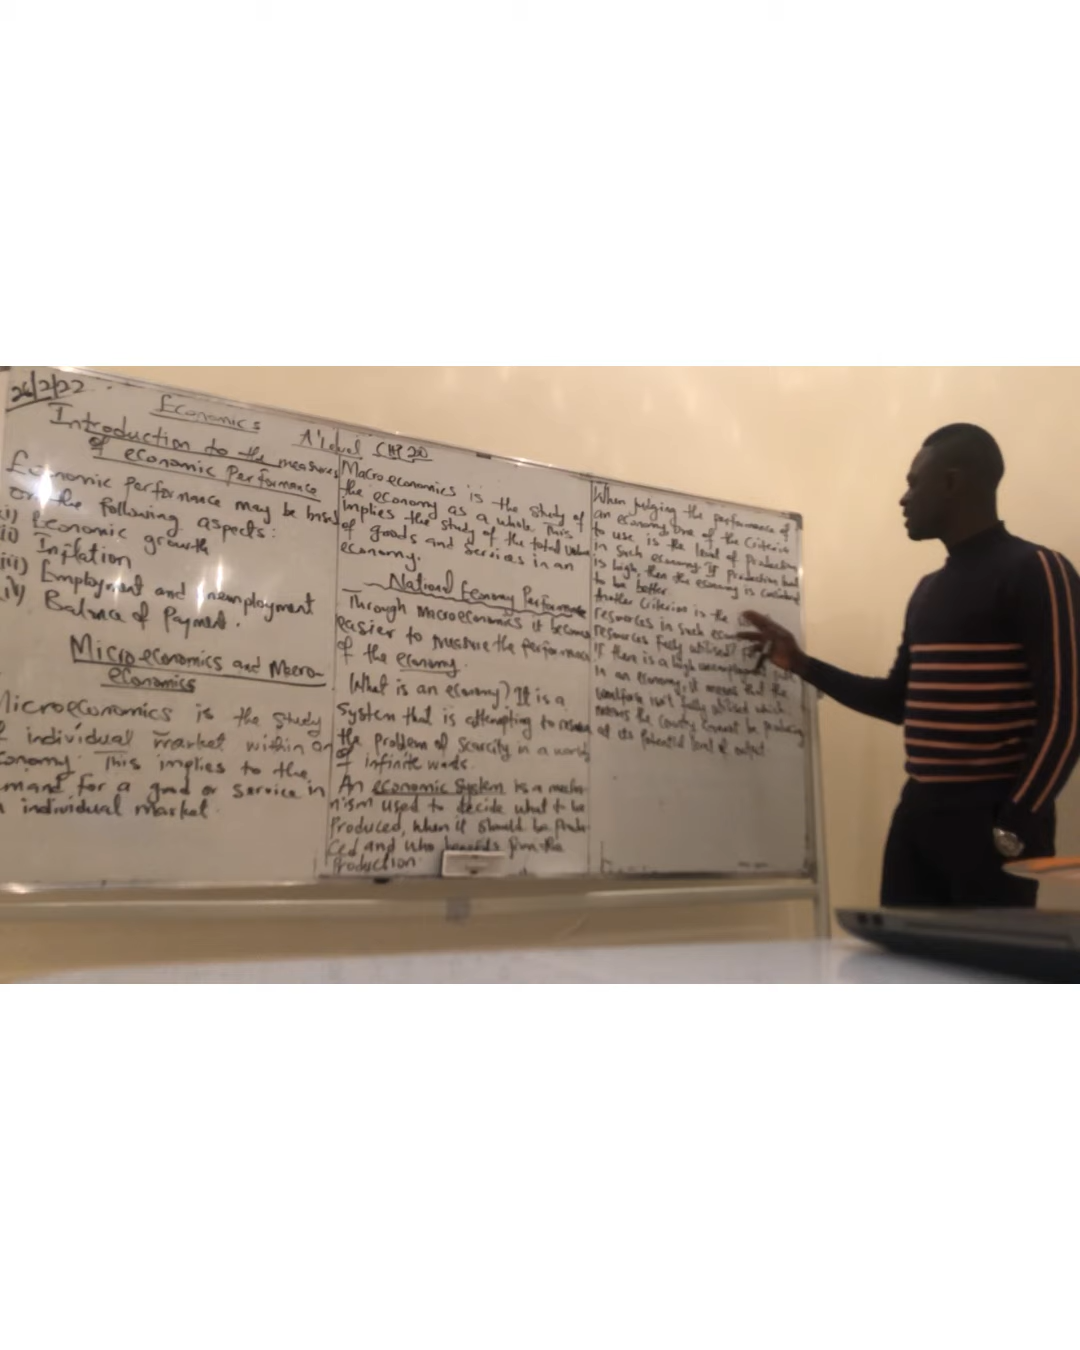 26/2/22
Economics
A'Level CHP 20
Introduction to the measures
of economic Performance
Economic performance may be based
on the following aspects:
i) Economic growth
ii) Inflation
iii) Employment and unemployment
iv) Balance of Payment.
Microeconomics and Macro-
economics
Microeconomics is the study
individual market within an
economy. This implies to the
for a good or service in
individual market.
Macroeconomics is the study of
the economy as a whole. This
implies the study of the total value
of goods and services in an
economy.
National Economy Performance
Through Macroeconomics it becomes
easier to measure the performance
of the economy.
What is an economy? It is a
System that is attempting to
the problem of Scarcity in a world
of infinite wants.
An economic system is a mecha-
nism used to decide what to be
Produced, when it should be Produ-
ced and who benefits from the
Production.
When judging the performance of
an economy, one of the Criteria
to use is the level of Production
in such economy. If Production level
is high, then the economy is considered
to be better.
Another Criterion is the
resources in such
resources fully utilised?
If there is a high unemployment
in an economy, it means that the
workforce isn't fully utilised which
means the country cannot be producing
at its potential level of output